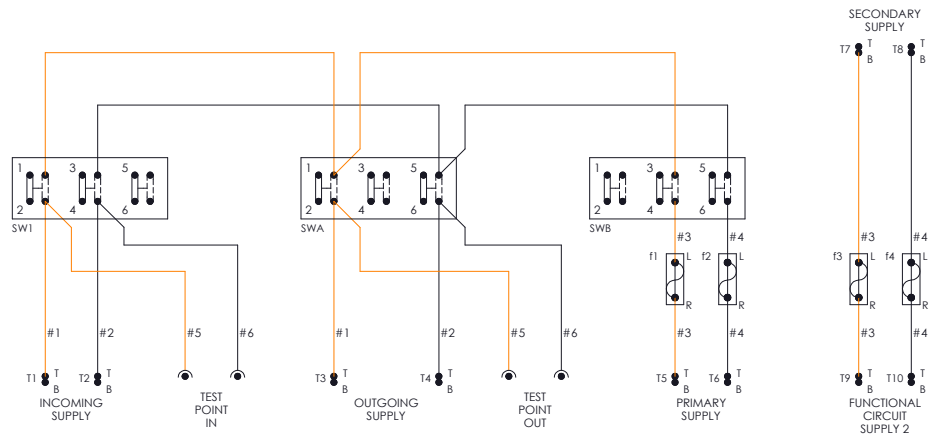 SECONDARY
SUPPLY
T7 T B T8 T B
1 3 5
2 4 6
SW1
1 3 5
2 4 6
SWA
1 3 5
2 4 6
SWB
#3 #4 #3 #4
f1 L f2 L f3 L f4 L
R R R R
#1 #2 #5 #6 #1 #2 #5 #6 #3 #4 #3 #4
T1 T B T2 T B T3 T B T4 T B T5 T B T6 T B T9 T B T10 T B
INCOMING
SUPPLY
TEST
POINT
IN
OUTGOING
SUPPLY
TEST
POINT
OUT
PRIMARY
SUPPLY
FUNCTIONAL
CIRCUIT
SUPPLY 2